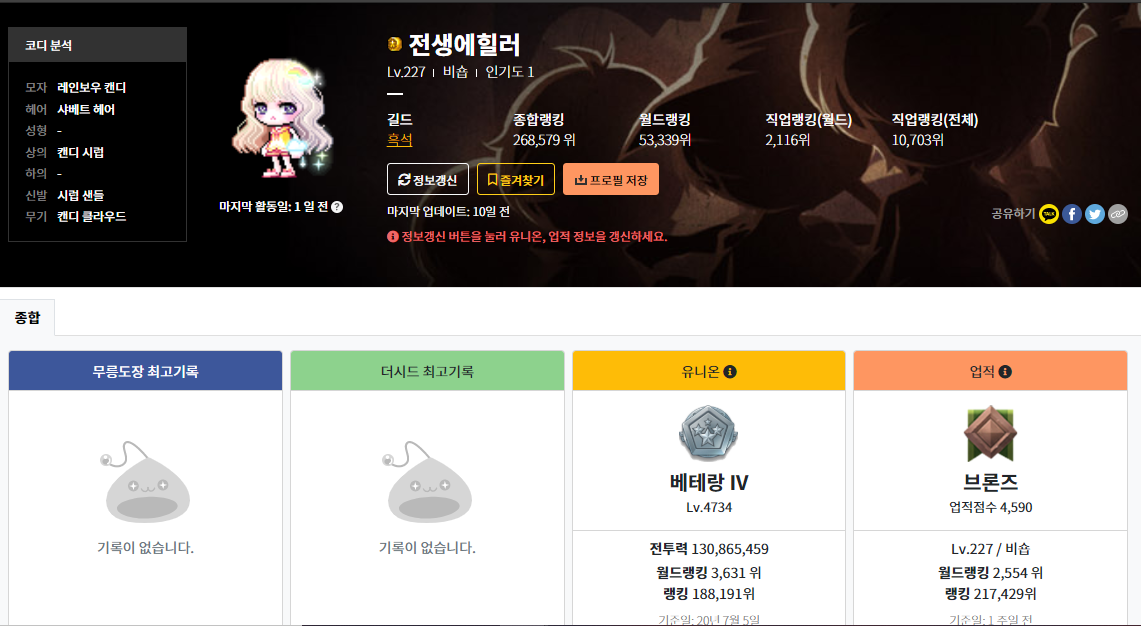 코디 분석
모자 레인보우 캔디
헤어 샤베트 헤어
성형 -
상의 캔디 시럽
하의 -
신발 시럽 샌들
무기 캔디 클라우드
마지막 활동일: 1 일 전 ?
전생에힐러
Lv.227 | 비숍 | 인기도 1
길드 종합랭킹 월드랭킹 직업랭킹(월드) 직업랭킹(전체)
흑석 268,579 위 53,339위 2,116위 10,703위
정보갱신 즐겨찾기 프로필 저장
마지막 업데이트: 10일 전
정보갱신 버튼을 눌러 유니온, 업적 정보을 갱신하세요.
공유하기 TALK
종합
무릉도장 최고기록
기록이 없습니다.
더시드 최고기록
기록이 없습니다.
유니온
베테랑 IV
Lv.4734
전투력 130,865,459
월드랭킹 3,631 위
랭킹 188,191위
기준일: 20년 7월 5일
업적
브론즈
업적점수 4,590
Lv.227 / 비숍
월드랭킹 2,554 위
랭킹 217,429위
기준일: 1 주일 전